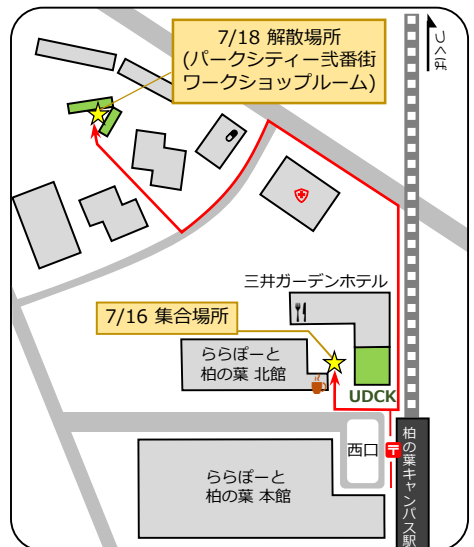 7/18 解散場所
(パークシティー弐番街
ワークショップルーム)
つくば
三井ガーデンホテル
7/16 集合場所
ららぽーと
柏の葉 北館
UDCK
西口
〒
柏の葉キャンパス駅
ららぽーと
柏の葉 本館